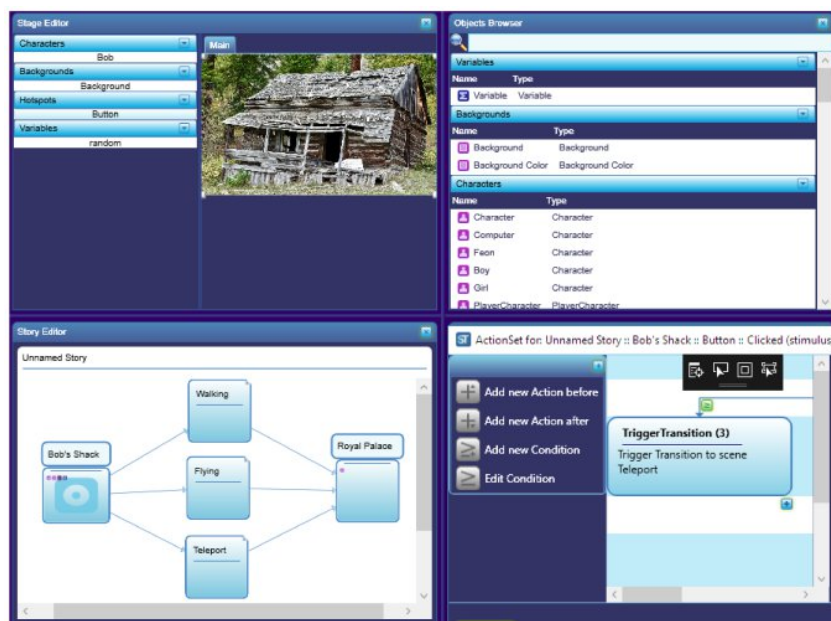 Stage Editor
Characters
Bob
Backgrounds
Background
Hotspots
Button
Variables
random
Main
Objects Browser
Variables
Name Type
Variable Variable
Backgrounds
Name Type
Background Background
Background Color Background Color
Characters
Name Type
Character Character
Computer Character
Feon Character
Boy Character
Girl Character
PlayerCharacter PlayerCharacter
Story Editor
Unnamed Story
Walking
Bob's Shack
Royal Palace
Flying
Teleport
ST ActionSet for: Unnamed Story :: Bob's Shack :: Button :: Clicked (stimulus
Add new Action before
Add new Action after
Add new Condition
Edit Condition
TriggerTransition (3)
Trigger Transition to scene
Teleport